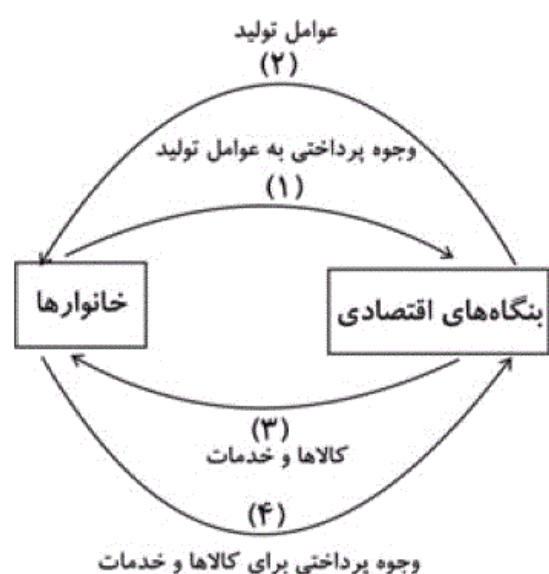 عوامل تولید
(۲)
وجوه پرداختی به عوامل تولید
(۱)
خانوارها
بنگاه‌های اقتصادی
(۳)
کالاها و خدمات
(۴)
وجوه پرداختی برای کالاها و خدمات